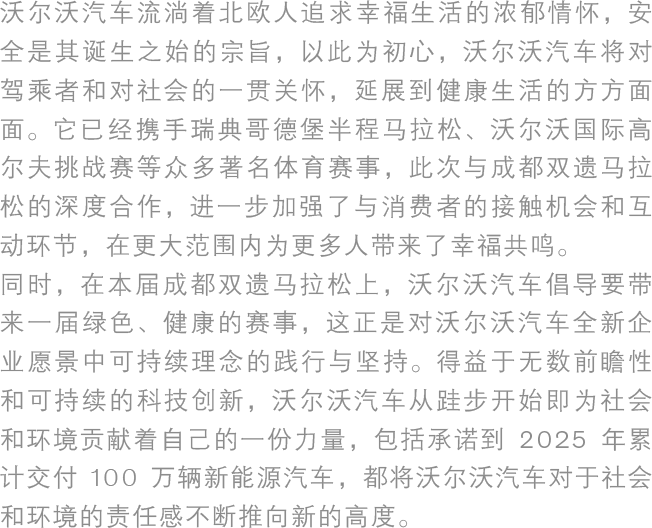 沃尔沃汽车流淌着北欧人追求幸福生活的浓郁情怀，安
全是其诞生之始的宗旨，以此为初心，沃尔沃汽车将对
驾乘者和对社会的一贯关怀，延展到健康生活的方方面
面。它已经携手瑞典哥德堡半程马拉松、沃尔沃国际高
尔夫挑战赛等众多著名体育赛事，此次与成都双遗马拉
松的深度合作，进一步加强了与消费者的接触机会和互
动环节，在更大范围内为更多人带来了幸福共鸣。
同时，在本届成都双遗马拉松上，沃尔沃汽车倡导要带
来一届绿色、健康的赛事，这正是对沃尔沃汽车全新企
业愿景中可持续理念的践行与坚持。得益于无数前瞻性
和可持续的科技创新，沃尔沃汽车从跬步开始即为社会
和环境贡献着自己的一份力量，包括承诺到 2025 年累
计交付 100 万辆新能源汽车，都将沃尔沃汽车对于社会
和环境的责任感不断推向新的高度。